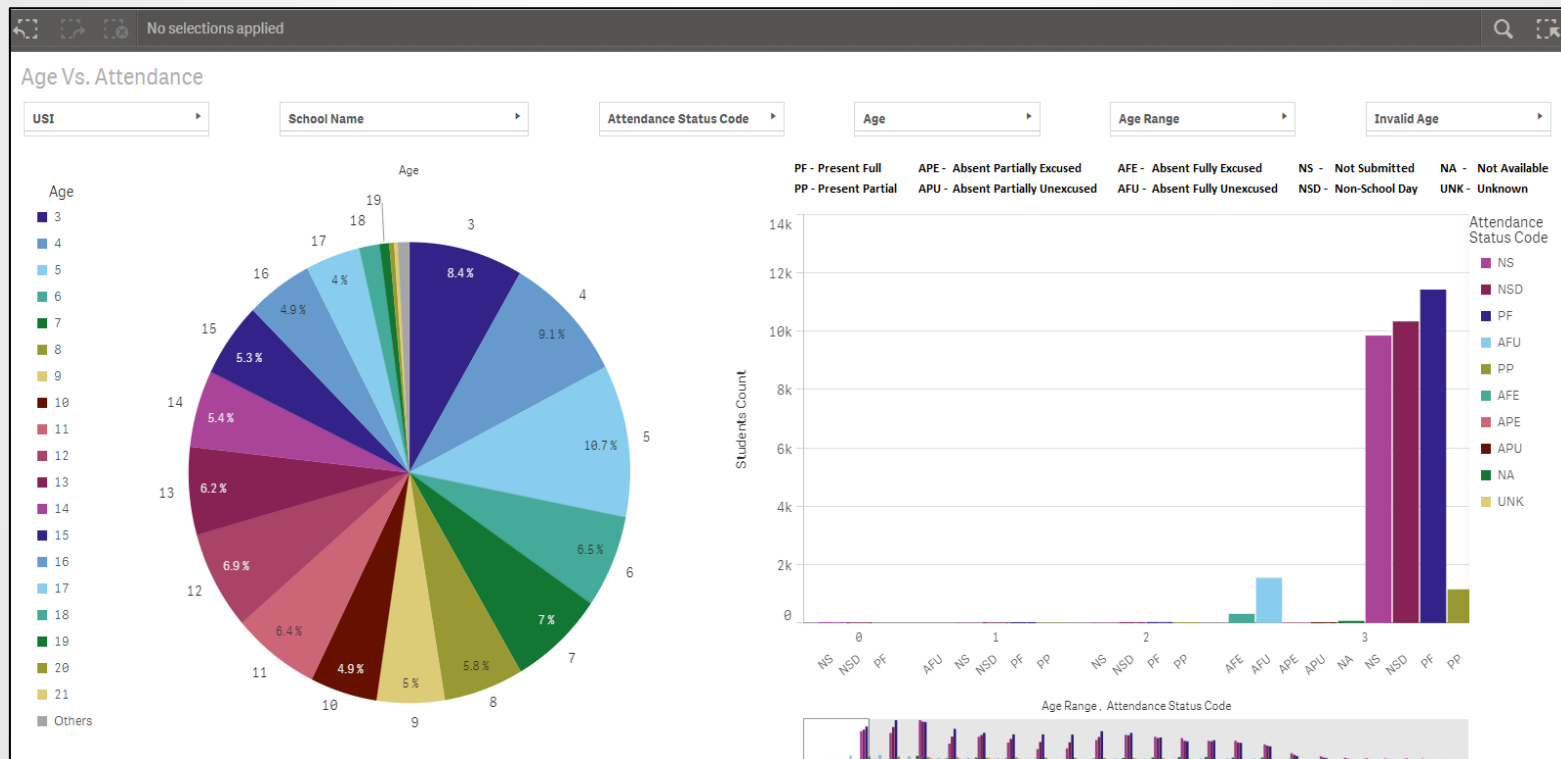 No selections applied
Age Vs. Attendance
USI
School Name
Attendance Status Code
Age
Age Range
Invalid Age
PF - Present Full APE - Absent Partially Excused AFE - Absent Fully Excused NS - Not Submitted NA - Not Available
PP - Present Partial APU - Absent Partially Unexcused AFU - Absent Fully Unexcused NSD - Non-School Day UNK - Unknown
Age
Age
3
4
5
6
7
8
9
10
11
12
13
14
15
16
17
18
19
20
21
Others
3
4
5
6
7
8
9
10
11
12
13
14
15
16
17
18
19
8.4 %
9.1 %
10.7 %
6.5 %
7 %
5.8 %
5 %
4.9 %
6.4 %
6.9 %
6.2 %
5.4 %
5.3 %
4.9 %
4 %
Students Count
14k
12k
10k
8k
6k
4k
2k
0
0 1 2 3
NS NSD PF AFU NS NSD PF PP NS NSD PF PP AFE AFU APE APU NA NS NSD PF PP
Age Range , Attendance Status Code
Attendance
Status Code
NS
NSD
PF
AFU
PP
AFE
APE
APU
NA
UNK